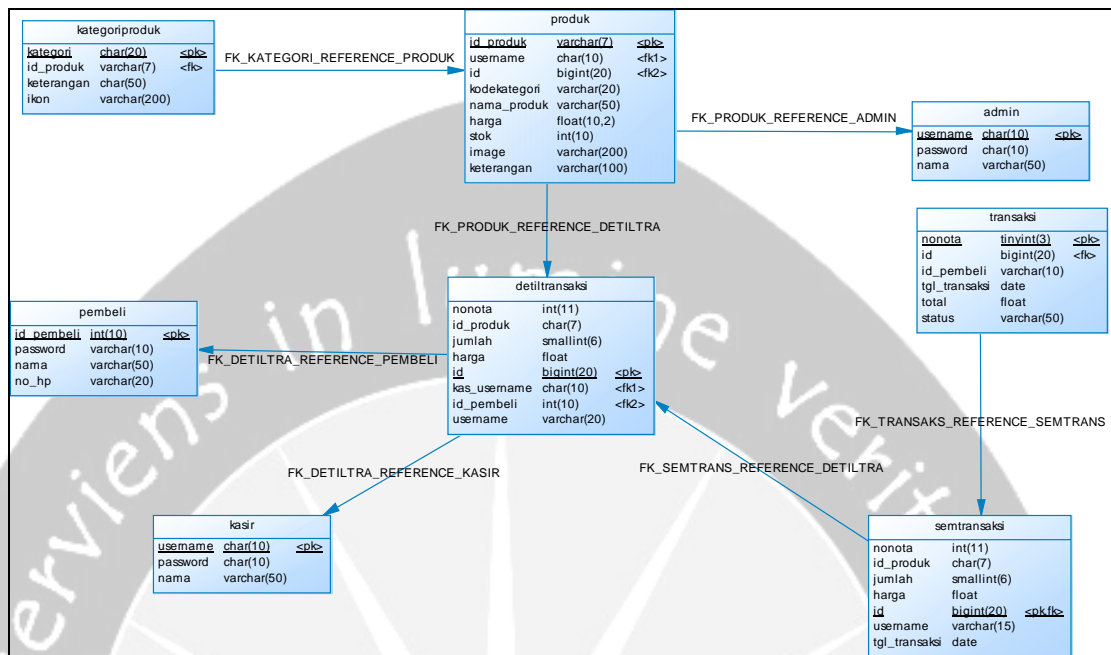 kategoriproduk
kategori char(20) <pk>
id_produk varchar(7) <fk>
keterangan char(50)
ikon varchar(200)
FK_KATEGORI_REFERENCE_PRODUK
produk
id_produk varchar(7) <pk>
username char(10) <fk1>
id bigint(20) <fk2>
kodekategori varchar(20)
nama_produk varchar(50)
harga float(10,2)
stok int(10)
image varchar(200)
keterangan varchar(100)
FK_PRODUK_REFERENCE_ADMIN
admin
username char(10) <pk>
password char(10)
nama varchar(50)
FK_PRODUK_REFERENCE_DETILTRA
transaksi
nonota tinyint(3) <pk>
id bigint(20) <fk>
id_pembeli varchar(10)
tgl_transaksi date
total float
status varchar(50)
pembeli
id_pembeli int(10) <pk>
password varchar(10)
nama varchar(50)
no_hp varchar(20)
FK_DETILTRA_REFERENCE_PEMBELI
detiltransaksi
nonota int(11)
id_produk char(7)
jumlah smallint(6)
harga float
id bigint(20) <pk>
kas_username char(10) <fk1>
id_pembeli int(10) <fk2>
username varchar(20)
FK_TRANSAKS_REFERENCE_SEMTRANS
FK_DETILTRA_REFERENCE_KASIR
FK_SEMTRANS_REFERENCE_DETILTRA
kasir
username char(10) <pk>
password char(10)
nama varchar(50)
semtransaksi
nonota int(11)
id_produk char(7)
jumlah smallint(6)
harga float
id bigint(20) <pk,fk>
username varchar(15)
tgl_transaksi date
serviens in lumine verit